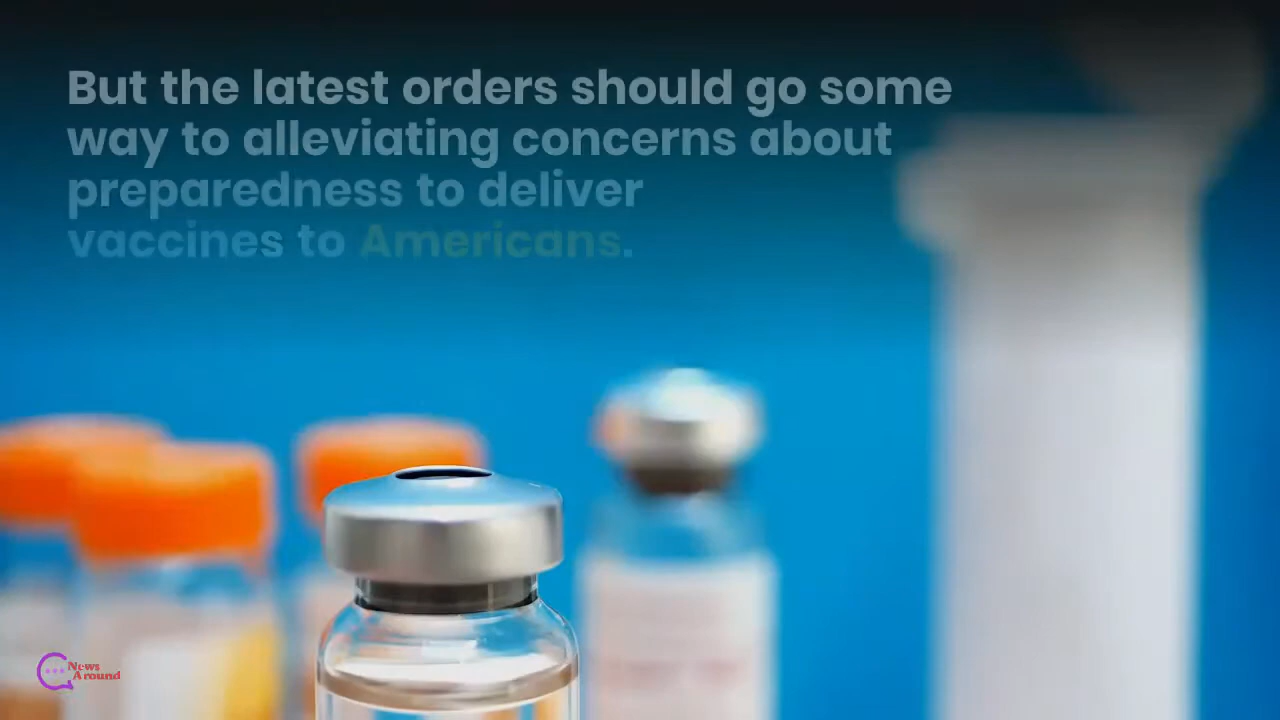 But the latest orders should go some
way to alleviating concerns about
preparedness to deliver
vaccines to Americans.
News
Around